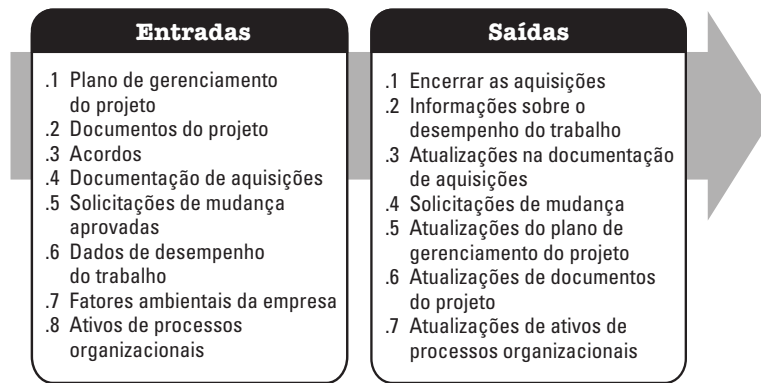 Entradas
.1 Plano de gerenciamento
do projeto
.2 Documentos do projeto
.3 Acordos
.4 Documentação de aquisições
.5 Solicitações de mudança
aprovadas
.6 Dados de desempenho
do trabalho
.7 Fatores ambientais da empresa
.8 Ativos de processos
organizacionais
Saídas
.1 Encerrar as aquisições
.2 Informações sobre o
desempenho do trabalho
.3 Atualizações na documentação
de aquisições
.4 Solicitações de mudança
.5 Atualizações do plano de
gerenciamento do projeto
.6 Atualizações de documentos
do projeto
.7 Atualizações de ativos de
processos organizacionais